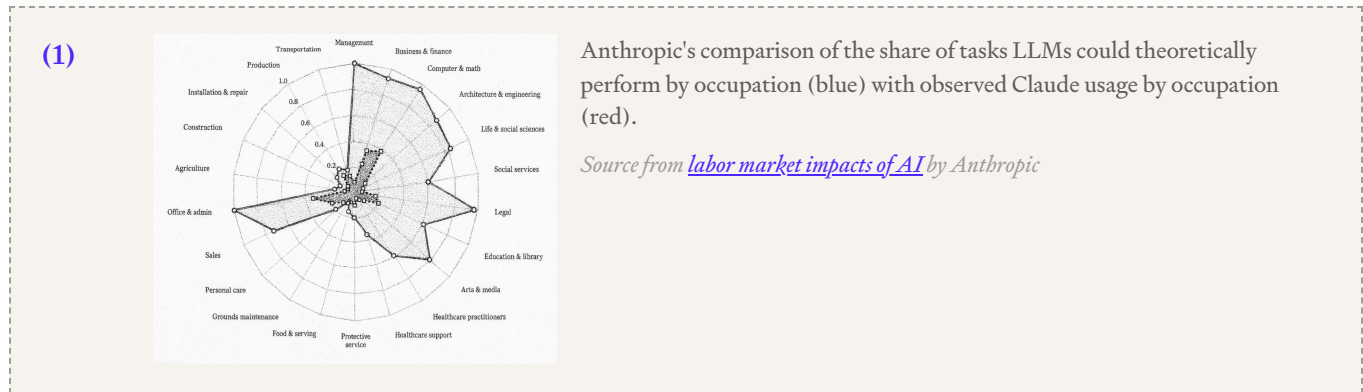 (1)
Anthropic's comparison of the share of tasks LLMs could theoretically
perform by occupation (blue) with observed Claude usage by occupation
(red).
Source from labor market impacts of AI by Anthropic
Management
Business & finance
Computer & math
Architecture & engineering
Life & social sciences
Social services
Legal
Education & library
Arts & media
Healthcare practitioners
Healthcare support
Protective
service
Food & serving
Grounds maintenance
Personal care
Sales
Office & admin
Agriculture
Construction
Installation & repair
Production
Transportation
1.0
0.8
0.6
0.4
0.2